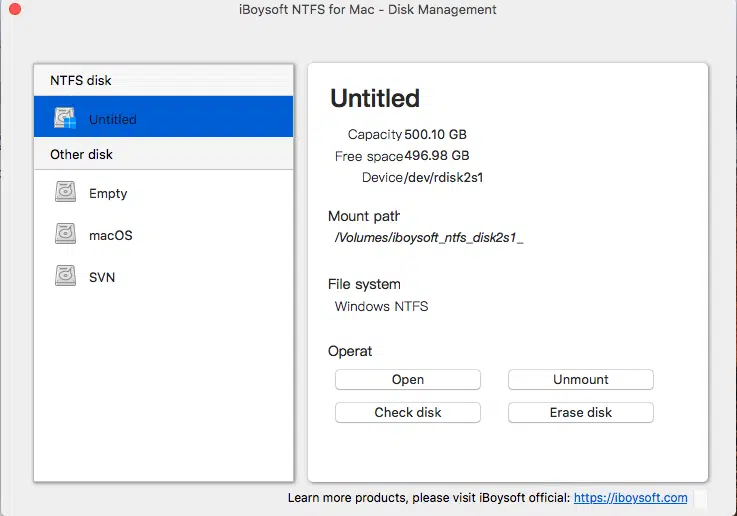 iBoysoft NTFS for Mac - Disk Management
NTFS disk
Untitled
Other disk
Empty
macOS
SVN
Untitled
Capacity 500.10 GB
Free space 496.98 GB
Device /dev/rdisk2s1
Mount path
/Volumes/iboysoft_ntfs_disk2s1_
File system
Windows NTFS
Operat
Open Unmount
Check disk Erase disk
Learn more products, please visit iBoysoft official: https://iboysoft.com